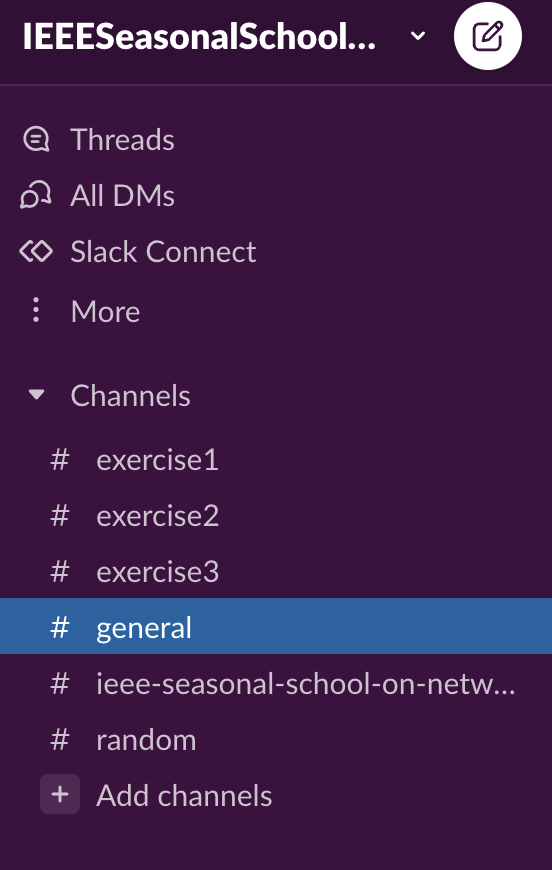 IEEESeasonalSchool...
Threads
All DMs
Slack Connect
More
Channels
# exercise1
# exercise2
# exercise3
# general
# ieee-seasonal-school-on-netw...
# random
+ Add channels